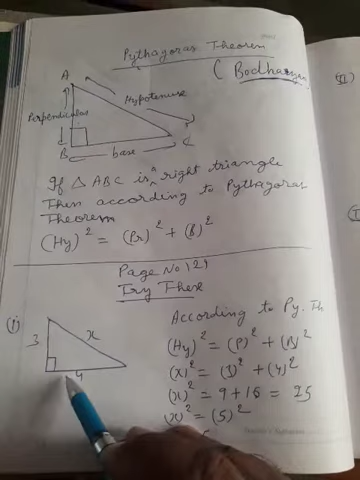 Pythagoras Theorem
( Bodhayan
A
Hypotenuse
Perpendicular
B
base
C
If △ ABC is a right triangle
Then according to Pythagoras
Theorem
(Hy)² = (Pr)² + (B)²
Page No 121
Try These
(i)
3
x
4
According to Py. Th
(Hy)² = (P)² + (B)²
(x)² = (3)² + (4)²
(x)² = 9 + 16 = 25
(x)² = (5)²
(ii)